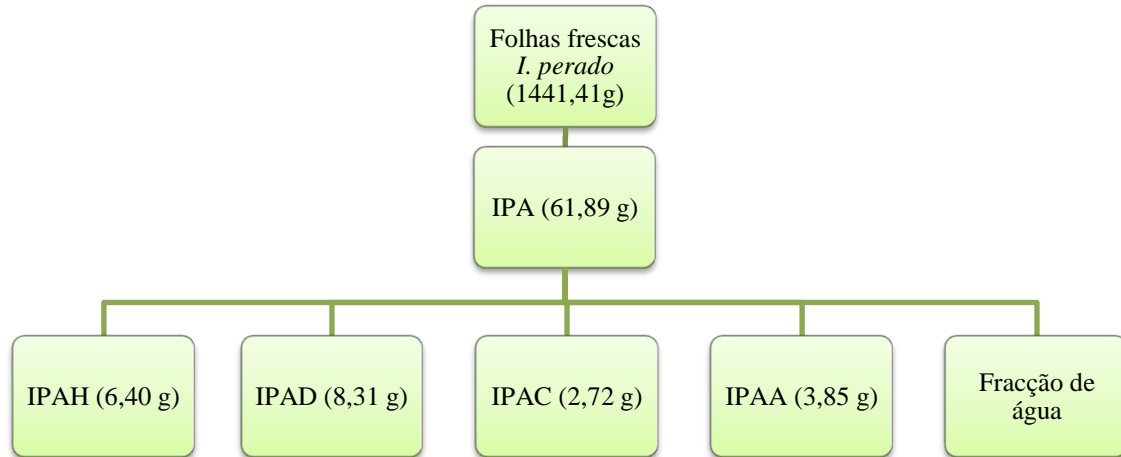 Folhas frescas
I. perado
(1441,41g)
IPA (61,89 g)
IPAH (6,40 g)
IPAD (8,31 g)
IPAC (2,72 g)
IPAA (3,85 g)
Fracção de
água